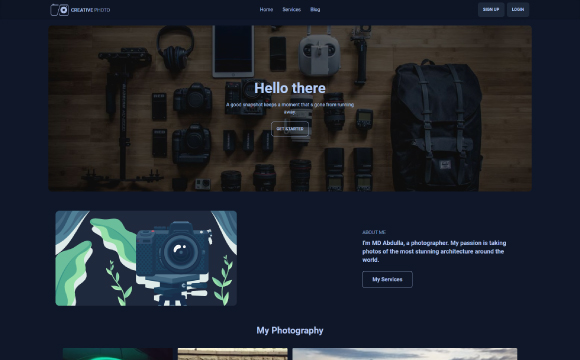 CREATIVE PHOTO
Home Services Blog
SIGN UP LOGIN
Hello there
A good snapshot keeps a moment that's gone from running
away.
GET STARTED
ABOUT ME
I'm MD Abdulla, a photographer. My passion is taking
photos of the most stunning architecture around the
world.
My Services
My Photography